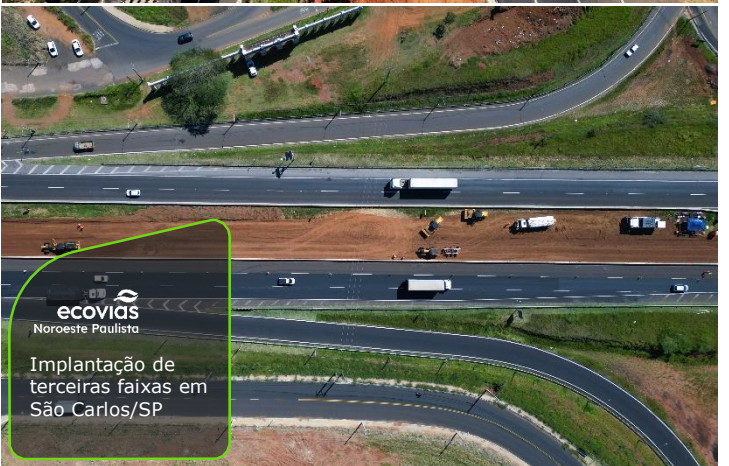 ecovias
Noroeste Paulista
Implantação de
terceiras faixas em
São Carlos/SP